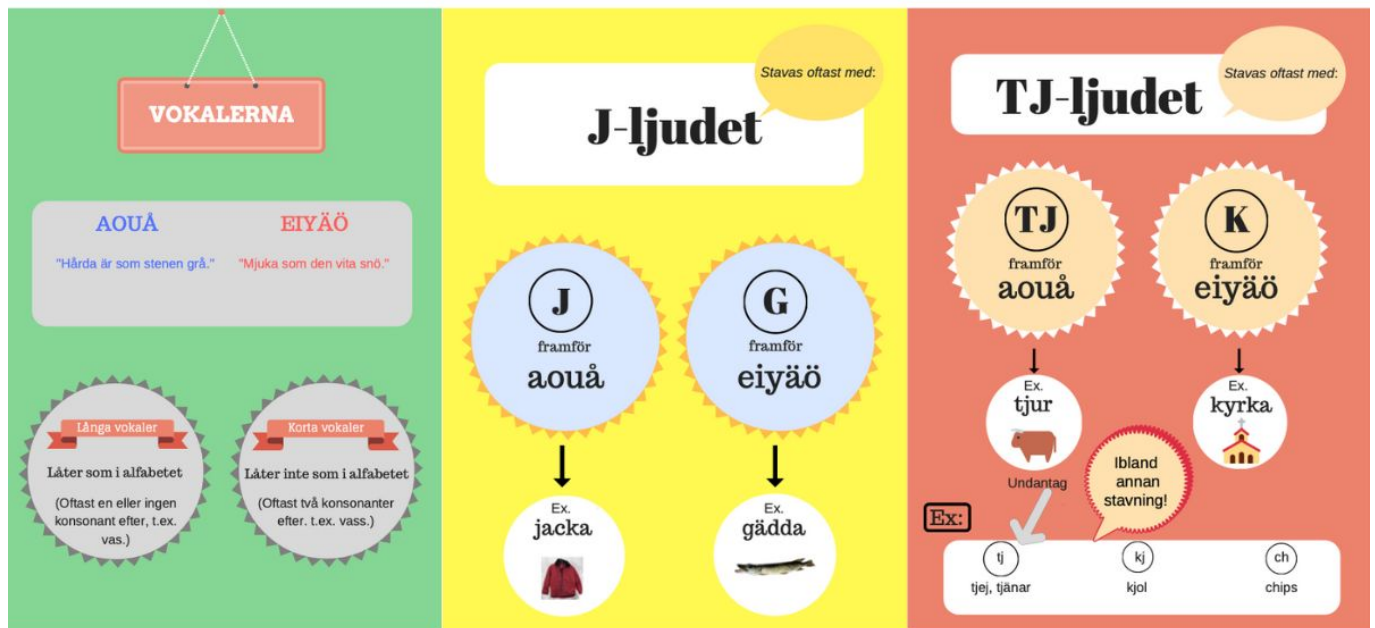 VOKALERNA
AOUÅ
"Hårda är som stenen grå."
EIYÄÖ
"Mjuka som den vita snö."
Långa vokaler
Låter som i alfabetet
(Oftast en eller ingen
konsonant efter, t.ex.
vas.)
Korta vokaler
Låter inte som i alfabetet
(Oftast två konsonanter
efter. t.ex. vass.)
Stavas oftast med:
J-ljudet
J
framför
aouå
Ex.
jacka
G
framför
eiyäö
Ex.
gädda
Stavas oftast med:
TJ-ljudet
TJ
framför
aouå
Ex.
tjur
K
framför
eiyäö
Ex.
kyrka
Undantag
Ibland
annan
stavning!
Ex:
tj
tjej, tjänar
kj
kjol
ch
chips